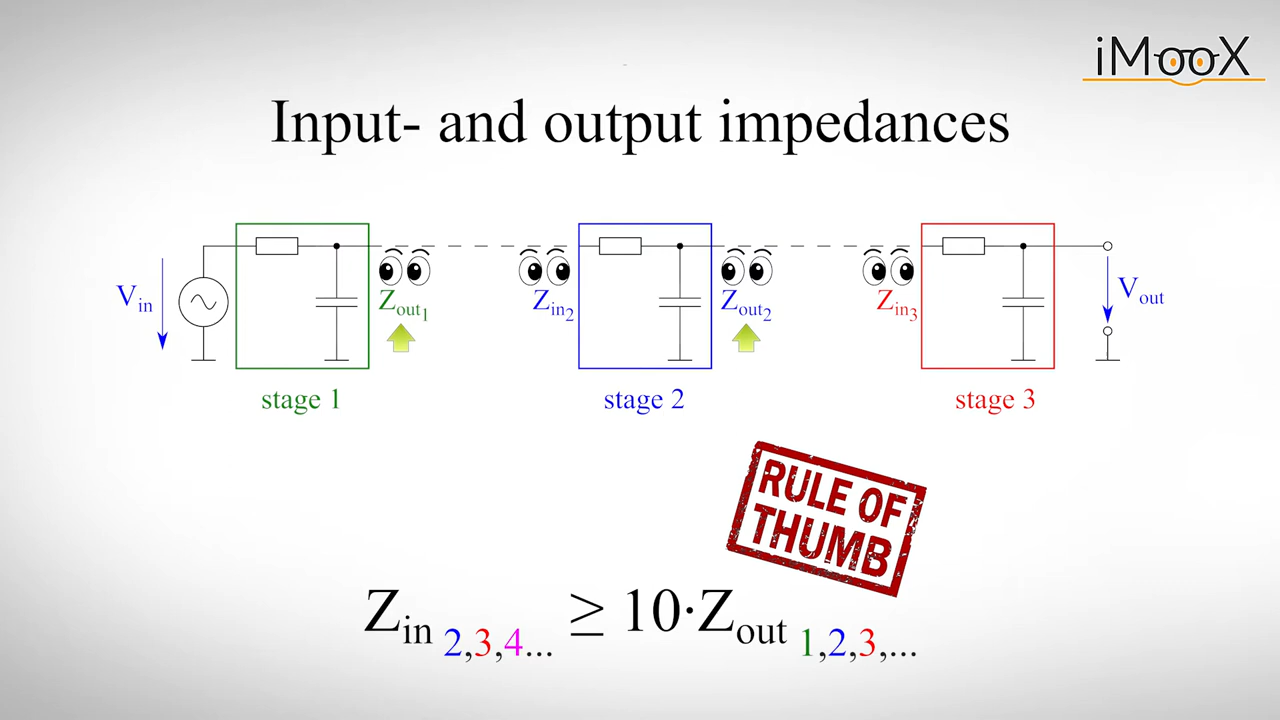 iMooX
Input- and output impedances
Vin
Zout1
Zin2
Zout2
Zin3
Vout
stage 1
stage 2
stage 3
RULE OF
THUMB
Zin 2,3,4... ≥ 10·Zout 1,2,3,...